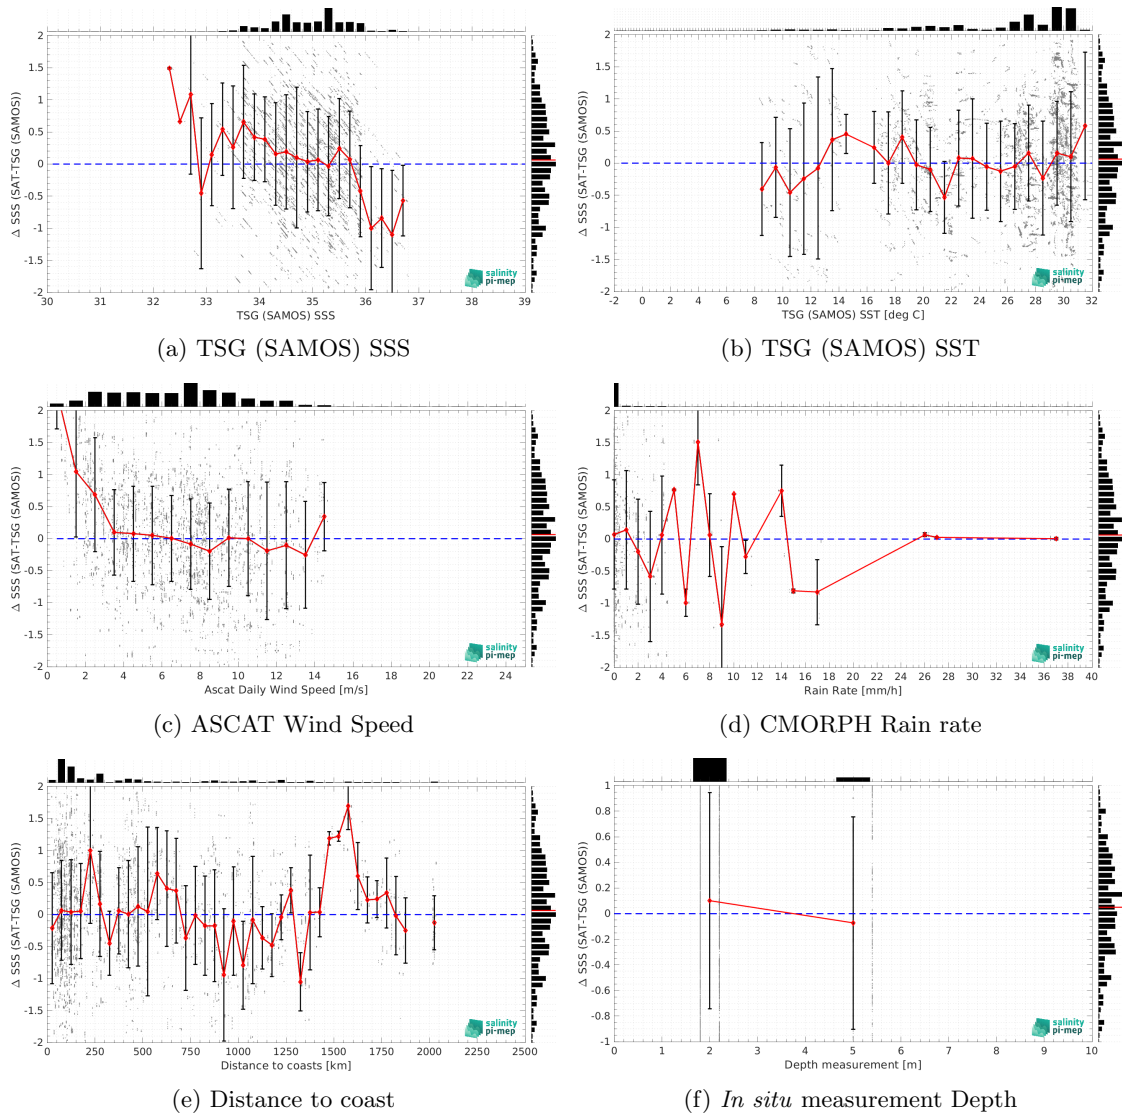 2
1.5
1
0.5
0
-0.5
-1
-1.5
-2
Δ SSS (SAT-TSG (SAMOS))
30 31 32 33 34 35 36 37 38 39
TSG (SAMOS) SSS
salinity
pi-mep
(a) TSG (SAMOS) SSS
2
1.5
1
0.5
0
-0.5
-1
-1.5
-2
Δ SSS (SAT-TSG (SAMOS))
-2 0 2 4 6 8 10 12 14 16 18 20 22 24 26 28 30 32
TSG (SAMOS) SST [deg C]
salinity
pi-mep
(b) TSG (SAMOS) SST
2
1.5
1
0.5
0
-0.5
-1
-1.5
-2
Δ SSS (SAT-TSG (SAMOS))
0 2 4 6 8 10 12 14 16 18 20 22 24
Ascat Daily Wind Speed [m/s]
salinity
pi-mep
(c) ASCAT Wind Speed
2
1.5
1
0.5
0
-0.5
-1
-1.5
-2
Δ SSS (SAT-TSG (SAMOS))
0 2 4 6 8 10 12 14 16 18 20 22 24 26 28 30 32 34 36 38 40
Rain Rate [mm/h]
salinity
pi-mep
(d) CMORPH Rain rate
2
1.5
1
0.5
0
-0.5
-1
-1.5
-2
Δ SSS (SAT-TSG (SAMOS))
0 250 500 750 1000 1250 1500 1750 2000 2250 2500
Distance to coasts [km]
salinity
pi-mep
(e) Distance to coast
1
0.8
0.6
0.4
0.2
0
-0.2
-0.4
-0.6
-0.8
-1
Δ SSS (SAT-TSG (SAMOS))
0 1 2 3 4 5 6 7 8 9 10
Depth measurement [m]
salinity
pi-mep
(f) In situ measurement Depth